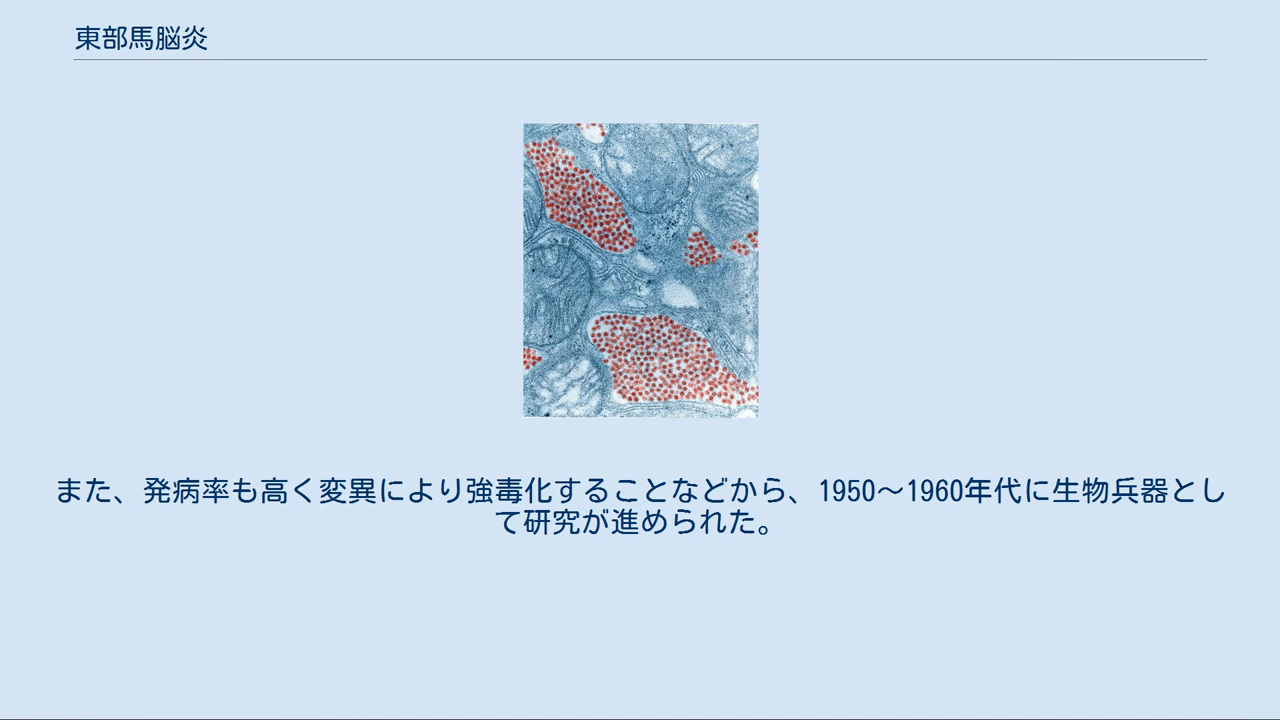 東部馬脳炎
また、発病率も高く変異により強毒化することなどから、1950～1960年代に生物兵器とし
て研究が進められた。